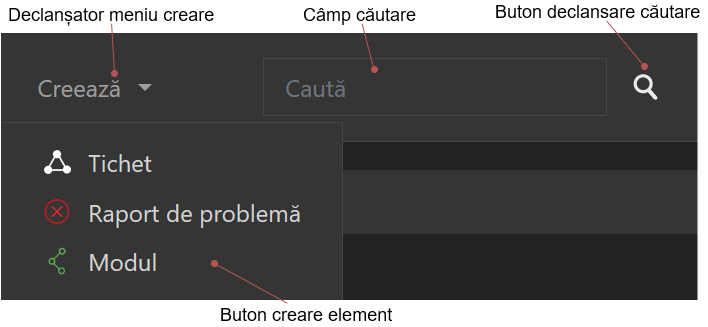 Declanșator meniu creare
Câmp căutare
Buton declansare căutare
Creează
Caută
Tichet
Raport de problemă
Modul
Buton creare element